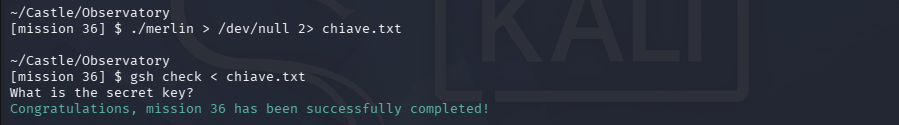 ~/Castle/Observatory
[mission 36] $ ./merlin > /dev/null 2> chiave.txt
~/Castle/Observatory
[mission 36] $ gsh check < chiave.txt
What is the secret key?
Congratulations, mission 36 has been successfully completed!
KALI